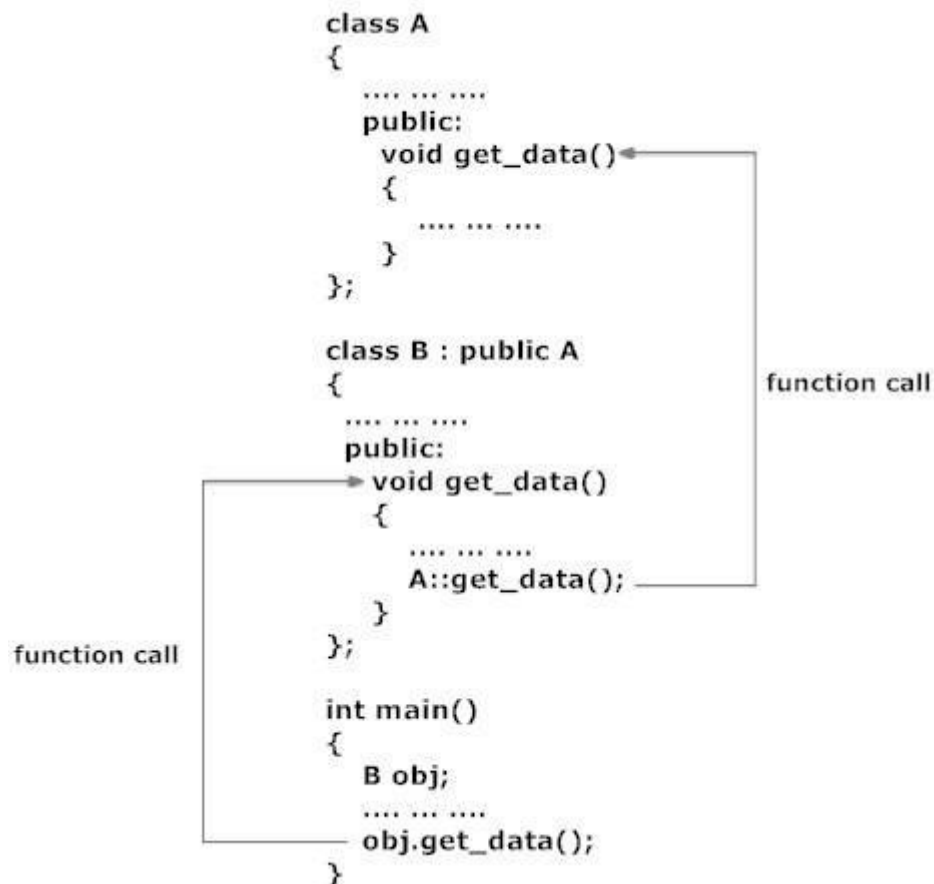 class A
{
.... ... ....
public:
void get_data()
{
.... ... ....
}
};
class B : public A
{
function call
.... ... ....
public:
void get_data()
{
.... ... ....
A::get_data();
}
};
function call
int main()
{
B obj;
.... ... ....
obj.get_data();
}